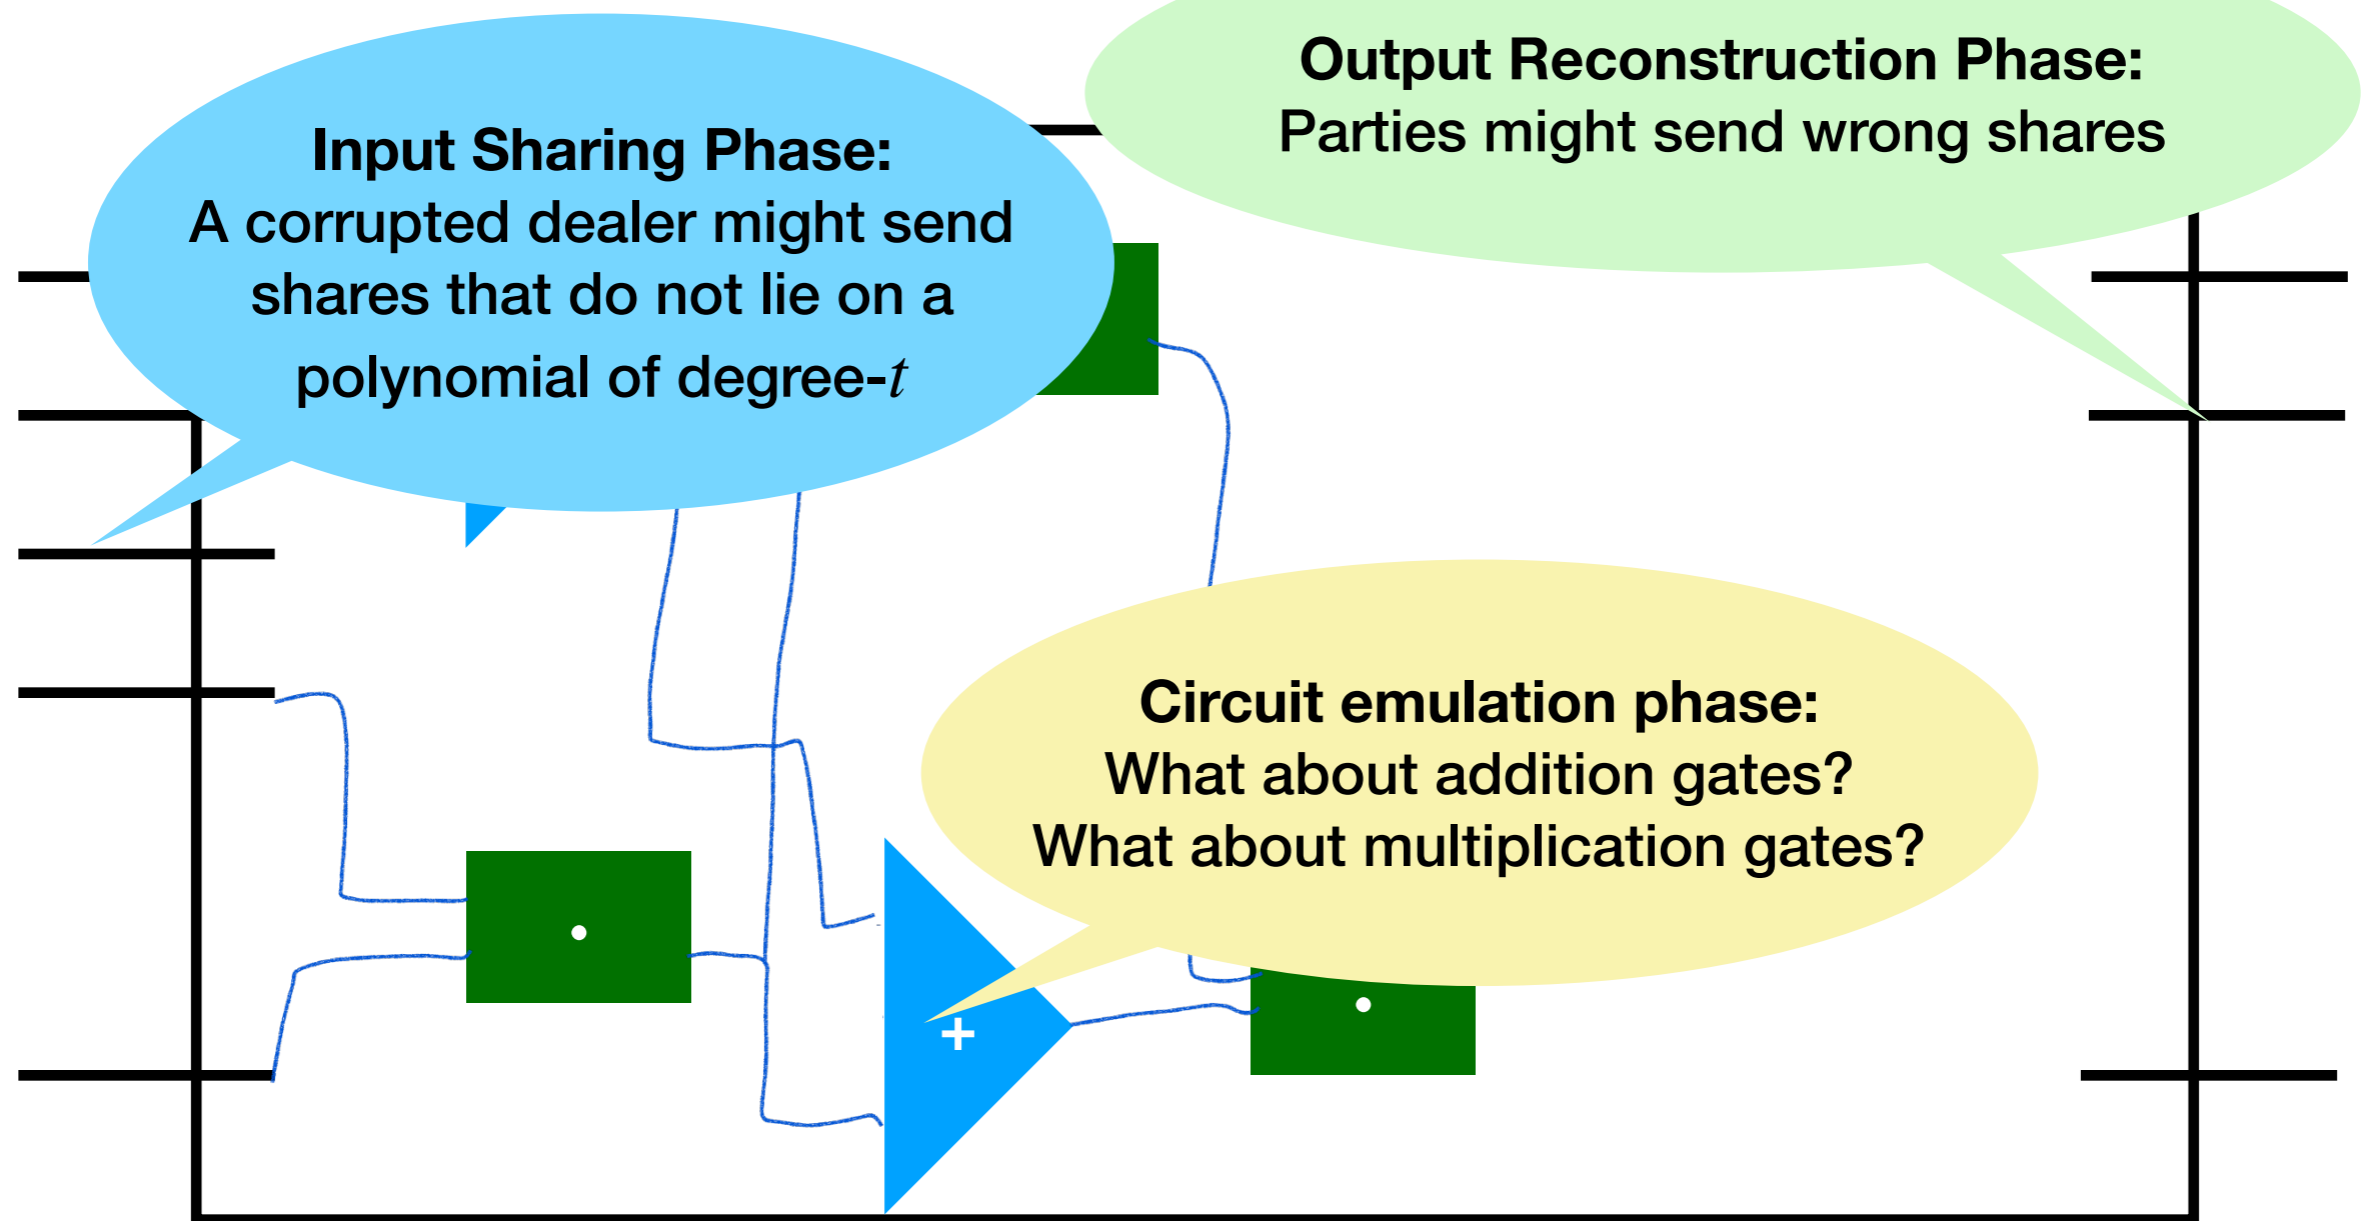 Output Reconstruction Phase:
Parties might send wrong shares
Input Sharing Phase:
A corrupted dealer might send
shares that do not lie on a
polynomial of degree-t
Circuit emulation phase:
What about addition gates?
What about multiplication gates?
·
+
·